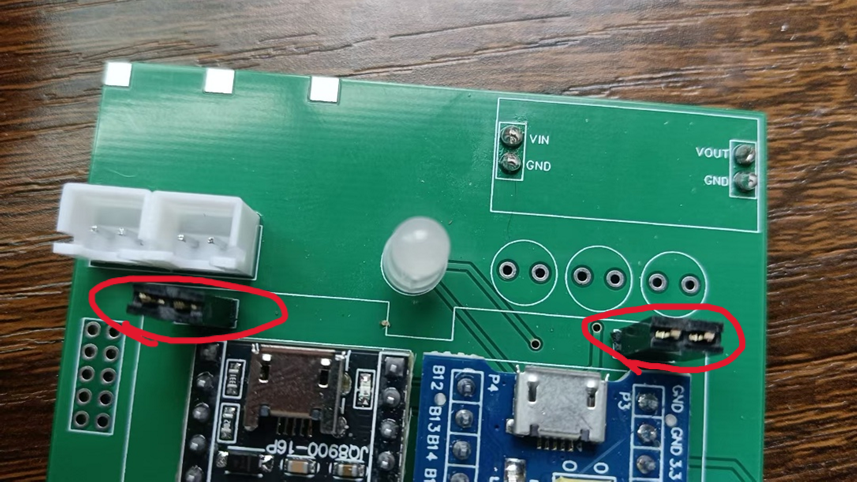 VIN
GND
VOUT
GND
B12
B13
B14
P4
P3
GND
GND
3.3
JQ8900-16P